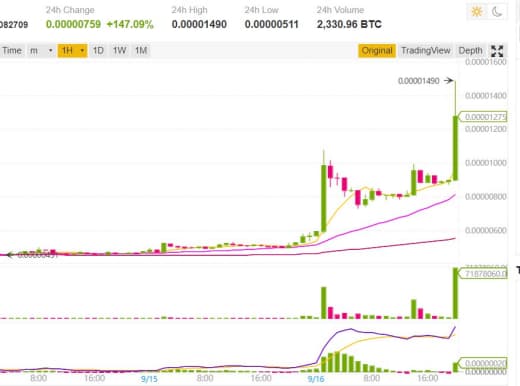 24h Change 24h High 24h Low 24h Volume
082709 0.00000759 +147.09% 0.00001490 0.00000511 2,330.96 BTC
Time m 1H 1D 1W 1M Original TradingView Depth
0.00001600
0.00001490
0.00001400
0.00001275
0.00001200
0.00001000
0.00000800
0.00000600
71878060.0
0.00000020
0.00000000
8:00 16:00 9/15 8:00 16:00 9/16 8:00 16:00